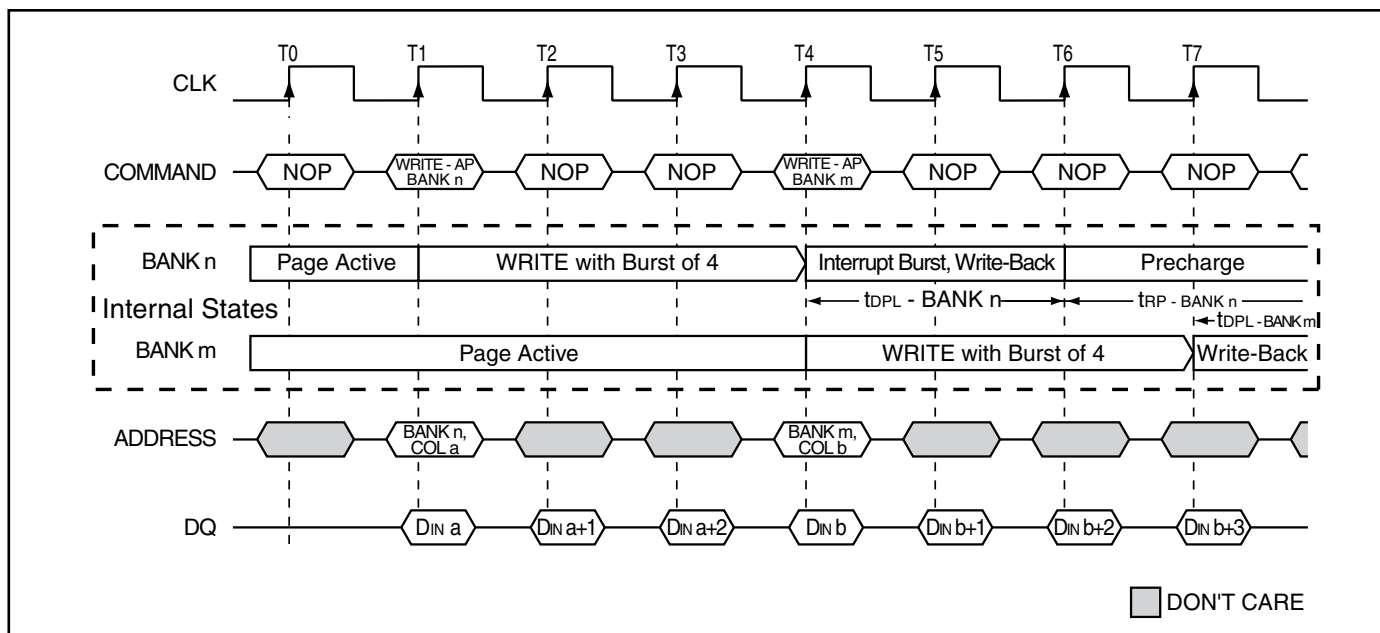 T0 T1 T2 T3 T4 T5 T6 T7
CLK
COMMAND NOP WRITE - AP BANK n NOP NOP WRITE - AP BANK m NOP NOP NOP
BANK n Page Active WRITE with Burst of 4 Interrupt Burst, Write-Back Precharge
Internal States tDPL - BANK n tRP - BANK n
tDPL - BANK m
BANK m Page Active WRITE with Burst of 4 Write-Back
ADDRESS BANK n, COL a BANK m, COL b
DQ DIN a DIN a+1 DIN a+2 DIN b DIN b+1 DIN b+2 DIN b+3
DON'T CARE